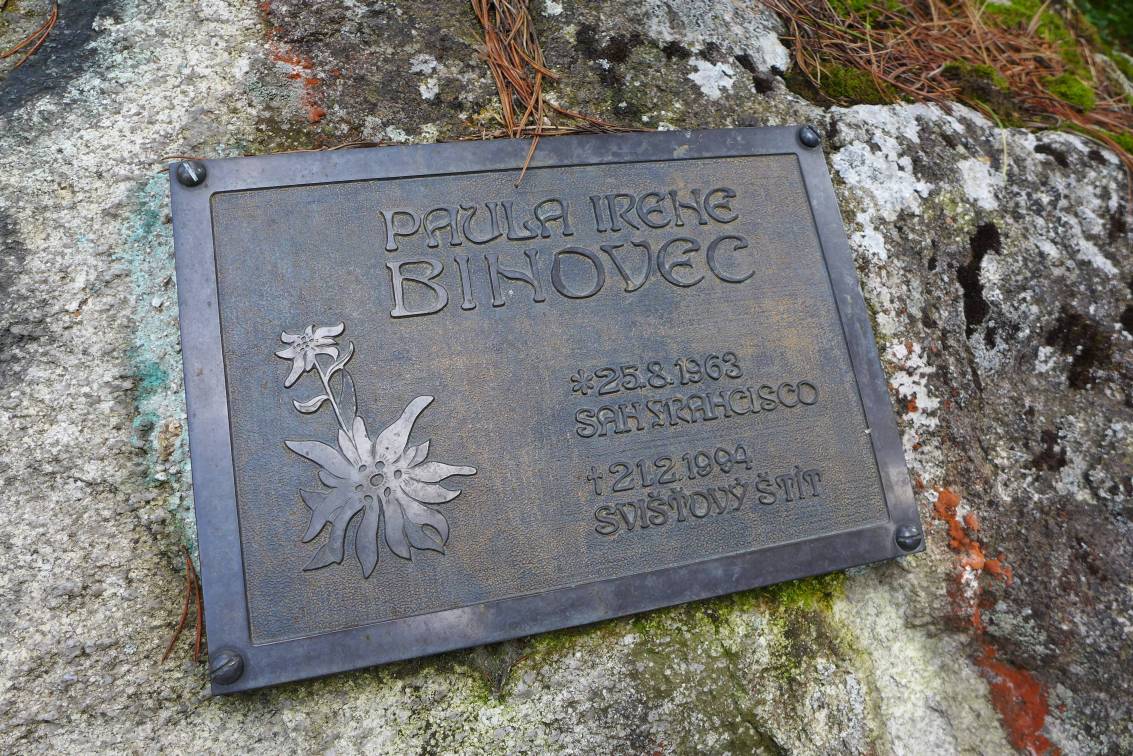 PAULA IRENE
BINOVEC
*25.8.1963
SAN FRANCISCO
†21.2.1994
SVIŠŤOVÝ ŠTÍT